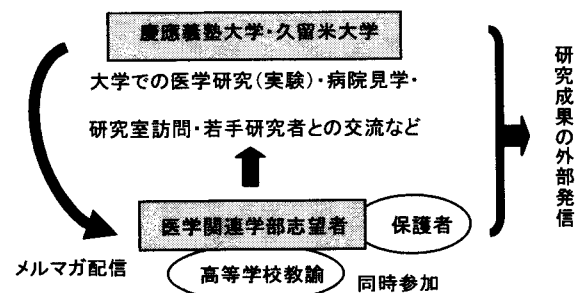 慶應義塾大学・久留米大学
大学での医学研究(実験)・病院見学・
研究室訪問・若手研究者との交流など
研究成果の外部発信
医学関連学部志望者
保護者
メルマガ配信
高等学校教諭
同時参加